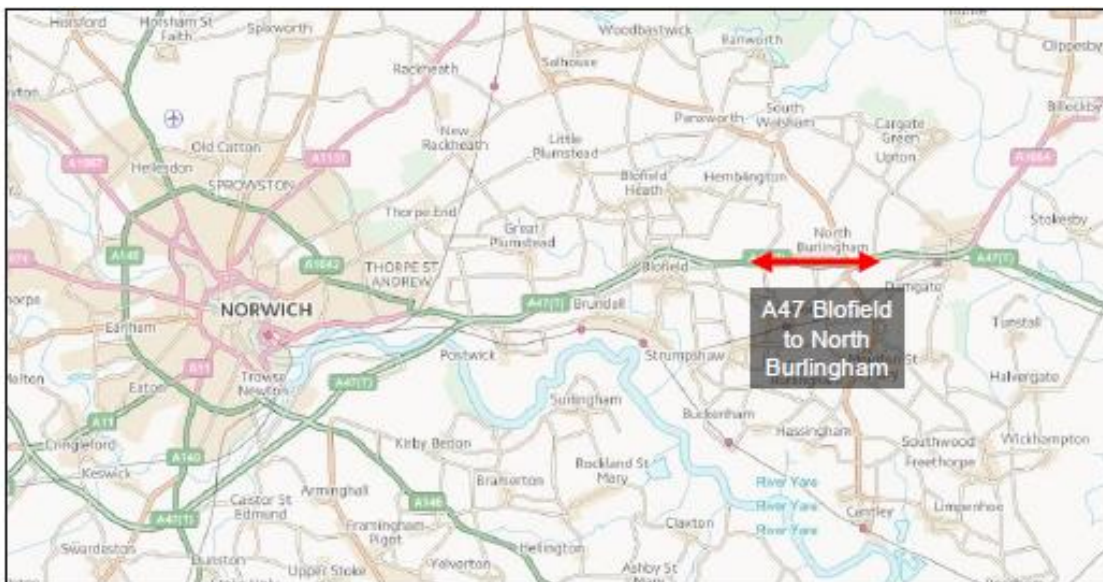 Horsford
Horsham St
Faith
Spixworth
Woodbastwick
Ranworth
Clippesby
Rackheath
Salhouse
Billockby
Old Catton
New
Rackheath
Little
Plumstead
Panxworth
South
Walsham
Cargate
Green
Upton
A1067
Hellesdon
A1151
A1064
SPROWSTON
Blofield
Heath
Hemblington
Stokesby
Thorpe End
Great
Plumstead
North
Burlingham
A140
A1042
THORPE ST
ANDREW
Blofield
Damgate
A47(T)
NORWICH
A47(T)
Brundall
A47 Blofield
to North
Burlingham
Tunstall
Earlham
Postwick
Strumpshaw
Halvergate
Eaton
A11
Trowse
Newton
A47(T)
Surlingham
Buckenham
A11
Cringleford
Kirby Bedon
Hassingham
Wickhampton
Keswick
A140
Rockland St
Mary
Southwood
Freethorpe
Caistor St
Edmund
Arminghall
Bramerton
River Yare
River Yare
River Yare
Cantley
Limpenhoe
A47(T)
Framingham
Pigot
A146
Claxton
Swardeston
Dunston
Upper Stoke
Yelverton
Hellington
Ashby St
Mary